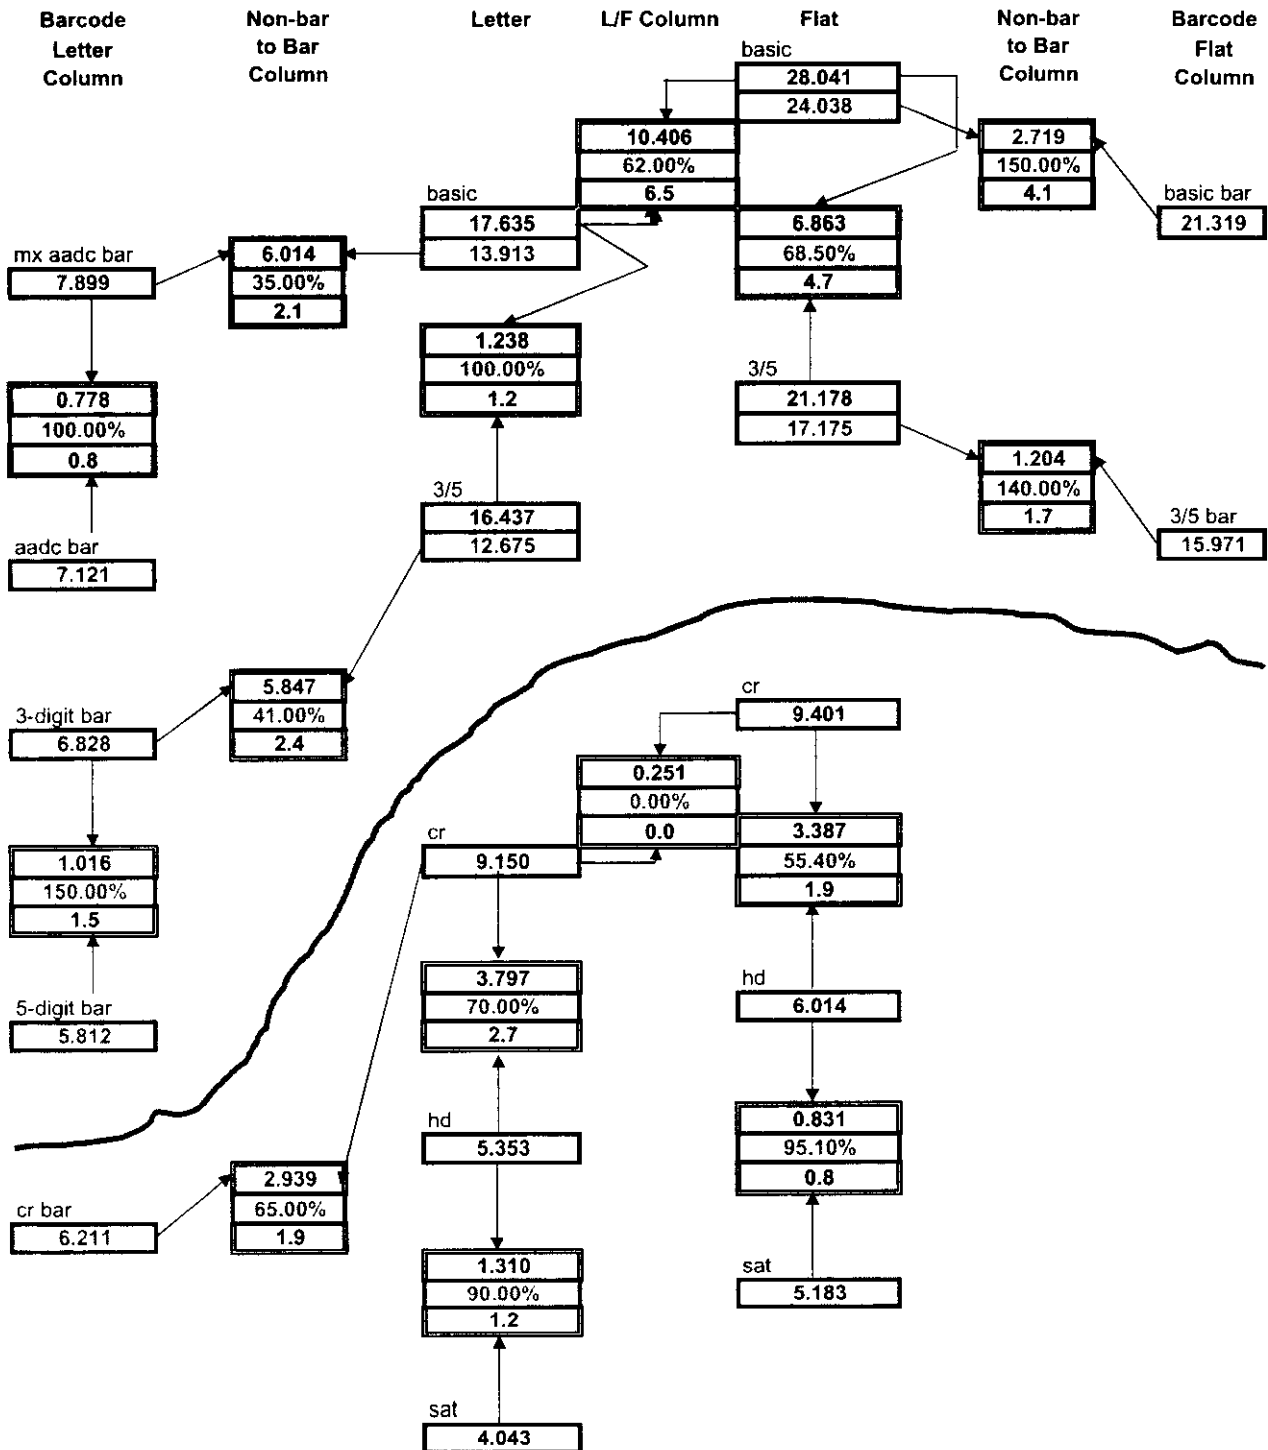 Barcode
Letter
Column
Non-bar
to Bar
Column
Letter
L/F Column
Flat
Non-bar
to Bar
Column
Barcode
Flat
Column
basic
28.041
24.038
10.406
62.00%
6.5
2.719
150.00%
4.1
basic bar
21.319
basic
17.635
13.913
6.863
68.50%
4.7
mx aadc bar
7.899
6.014
35.00%
2.1
1.238
100.00%
1.2
3/5
21.178
17.175
0.778
100.00%
0.8
1.204
140.00%
1.7
3/5 bar
15.971
3/5
16.437
12.675
aadc bar
7.121
5.847
41.00%
2.4
3-digit bar
6.828
cr
9.401
0.251
0.00%
0.0
3.387
55.40%
1.9
cr
9.150
1.016
150.00%
1.5
3.797
70.00%
2.7
hd
6.014
5-digit bar
5.812
hd
5.353
0.831
95.10%
0.8
2.939
65.00%
1.9
cr bar
6.211
1.310
90.00%
1.2
sat
5.183
sat
4.043